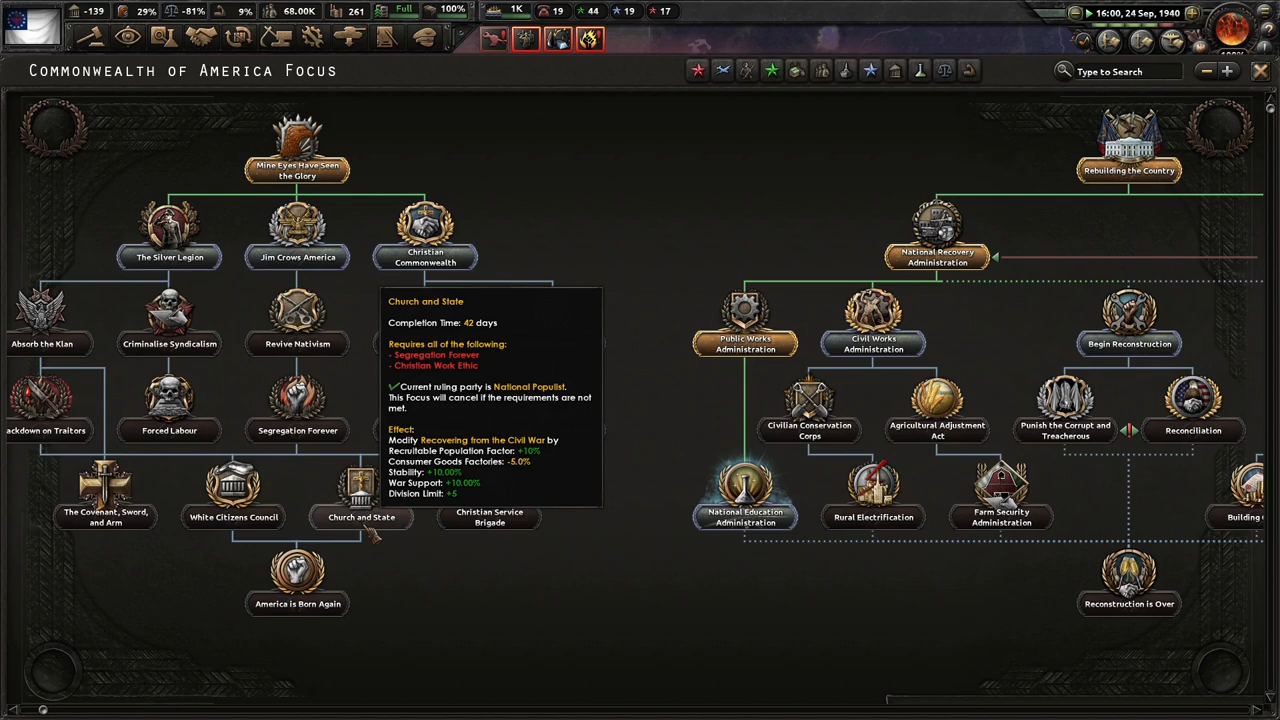 -139
29%
-81%
9%
68.00K
261
Full
100%
1K
19
44
19
17
16:00, 24 Sep, 1940
100%
Commonwealth of America Focus
Type to Search
Mine Eyes Have Seen
the Glory
Rebuilding the Country
The Silver Legion
Jim Crows America
Christian
Commonwealth
National Recovery
Administration
Absorb the Klan
Criminalise Syndicalism
Revive Nativism
Public Works
Administration
Civil Works
Administration
Begin Reconstruction
Church and State
Completion Time: 42 days
Requires all of the following:
- Segregation Forever
- Christian Work Ethic
Current ruling party is National Populist.
This Focus will cancel if the requirements are not
met.
Effect:
Modify Recovering from the Civil War by
Recruitable Population Factor: +10%
Consumer Goods Factories: -5.0%
Stability: +10.00%
War Support: +10.00%
Division Limit: +5
ackdown on Traitors
Forced Labour
Segregation Forever
Civilian Conservation
Corps
Agricultural Adjustment
Act
Punish the Corrupt and
Treacherous
Reconciliation
The Covenant, Sword,
and Arm
White Citizens Council
Church and State
Christian Service
Brigade
National Education
Administration
Rural Electrification
Farm Security
Administration
Building
America is Born Again
Reconstruction is Over